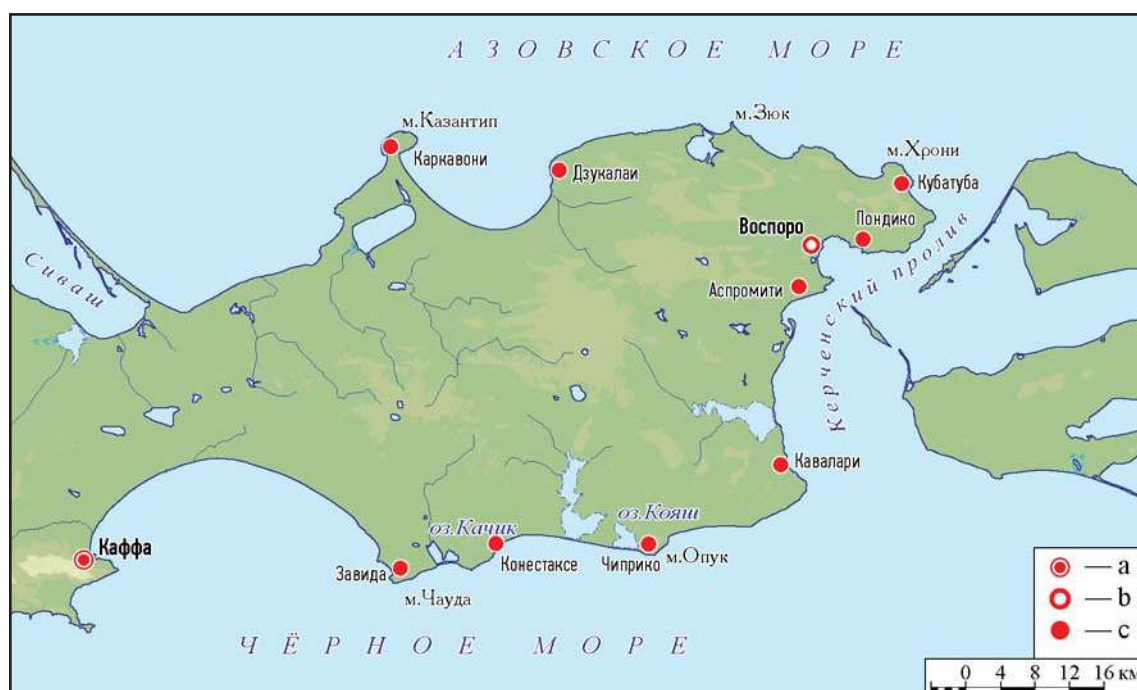 АЗОВСКОЕ МОРЕ
м.Казантип
Каркавони
м.Зюк
Дзукалаи
м.Хрони
Кубатуба
Воспоро
Пондико
Аспромити
Сиваш
Керченский пролив
Кавалари
Каффа
оз.Качик
оз.Кояш
Завида
Конестаксе
Чиприко
м.Опук
м.Чауда
ЧЁРНОЕ МОРЕ
— a
— b
— c
0 4 8 12 16 км